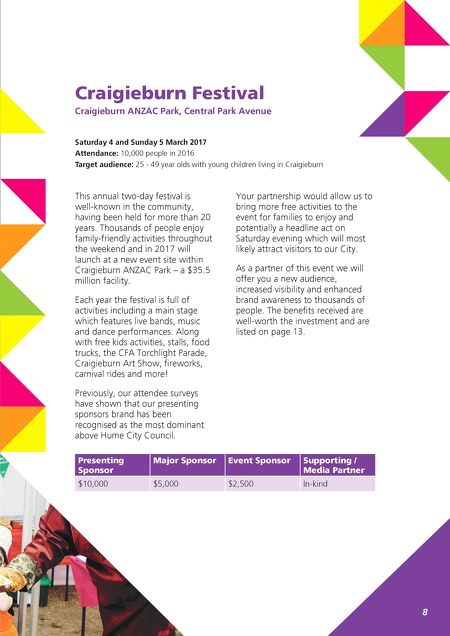 Craigieburn Festival
Craigieburn ANZAC Park, Central Park Avenue
Saturday 4 and Sunday 5 March 2017
Attendance: 10,000 people in 2016
Target audience: 25 - 49 year olds with young children living in Craigieburn
This annual two-day festival is
well-known in the community,
having been held for more than 20
years. Thousands of people enjoy
family-friendly activities throughout
the weekend and in 2017 will
launch at a new event site within
Craigieburn ANZAC Park – a $35.5
million facility.
Each year the festival is full of
activities including a main stage
which features live bands, music
and dance performances. Along
with free kids activities, stalls, food
trucks, the CFA Torchlight Parade,
Craigieburn Art Show, fireworks,
carnival rides and more!
Previously, our attendee surveys
have shown that our presenting
sponsors brand has been
recognised as the most dominant
above Hume City Council.
Your partnership would allow us to
bring more free activities to the
event for families to enjoy and
potentially a headline act on
Saturday evening which will most
likely attract visitors to our City.
As a partner of this event we will
offer you a new audience,
increased visibility and enhanced
brand awareness to thousands of
people. The benefits received are
well-worth the investment and are
listed on page 13.
Presenting Sponsor | Major Sponsor | Event Sponsor | Supporting / Media Partner
$10,000 | $5,000 | $2,500 | In-kind
8